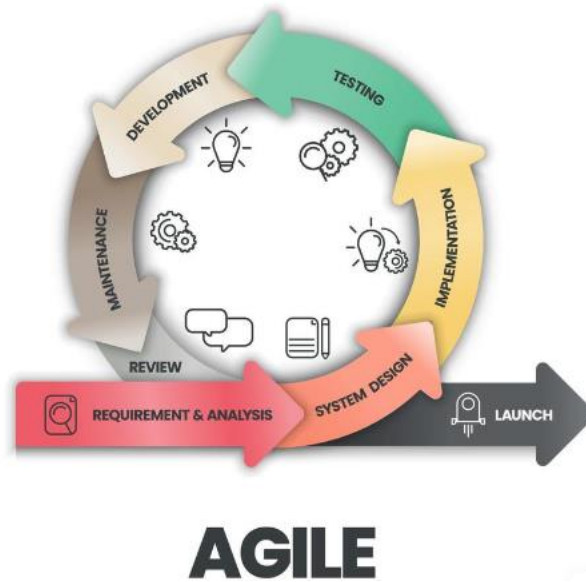 TESTING
DEVELOPMENT
IMPLEMENTATION
MAINTENANCE
REVIEW
SYSTEM DESIGN
REQUIREMENT & ANALYSIS
LAUNCH
AGILE